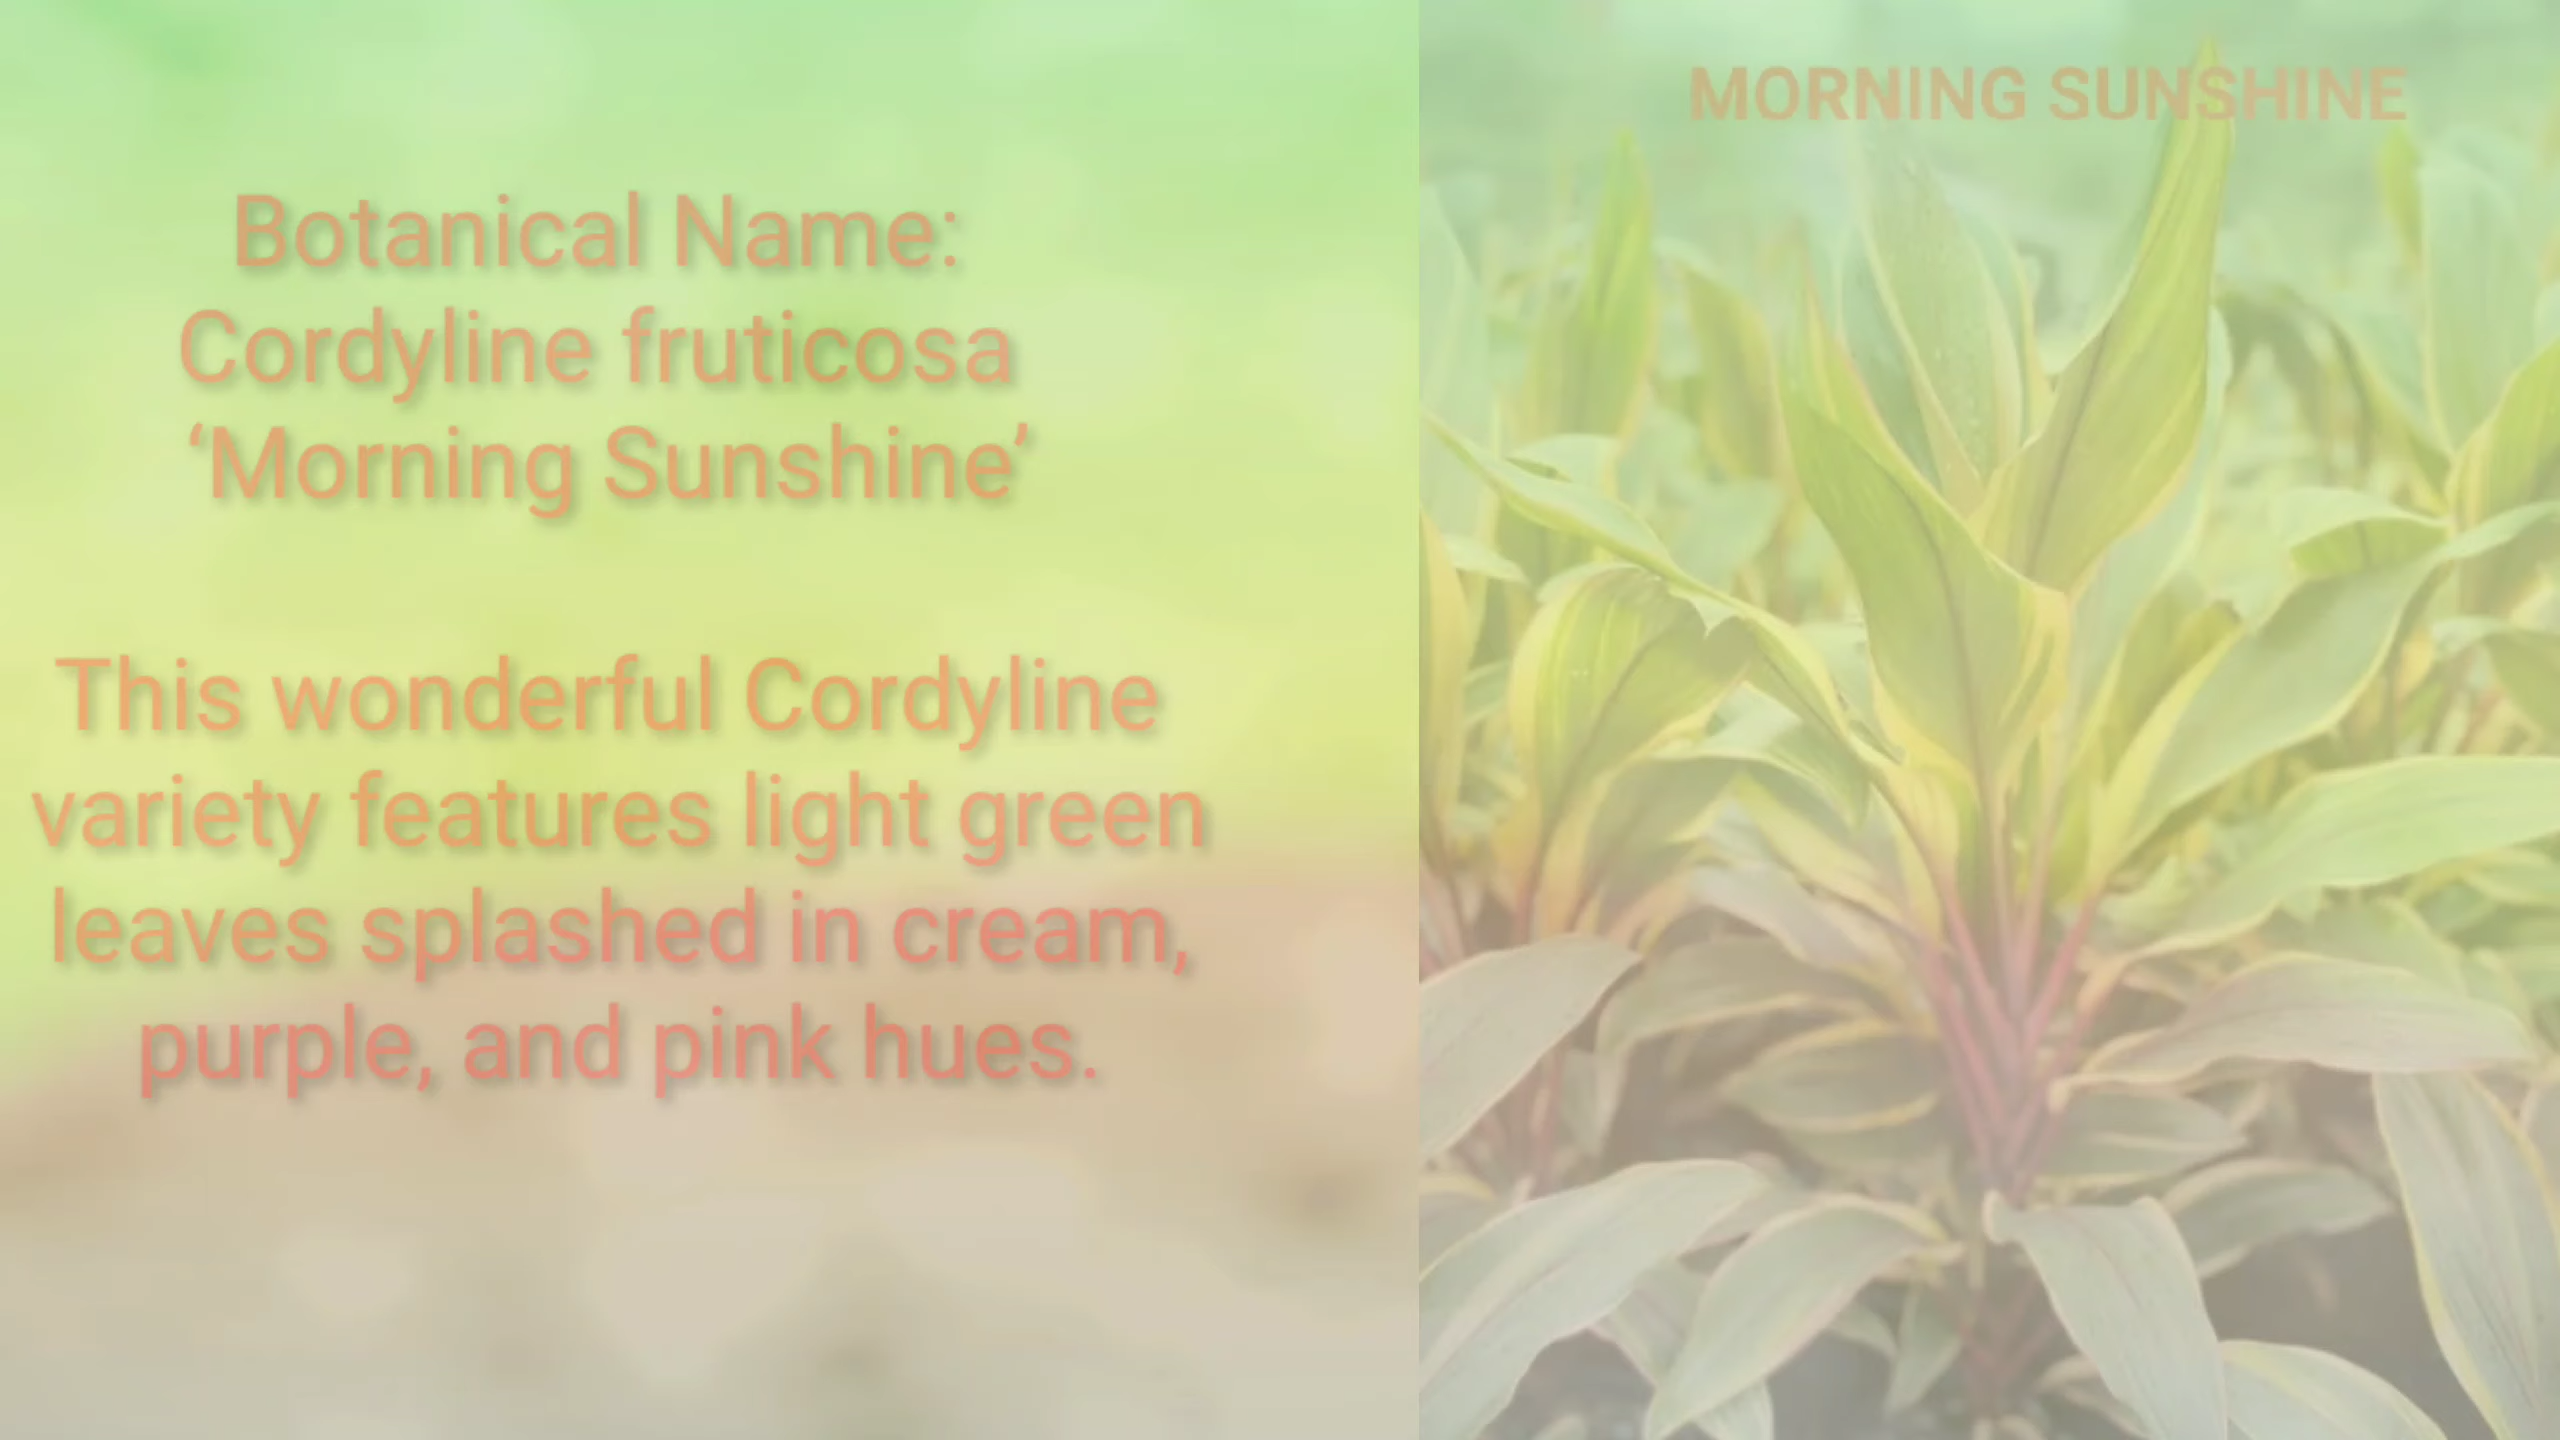 MORNING SUNSHINE
Botanical Name:
Cordyline fruticosa
‘Morning Sunshine’
This wonderful Cordyline
variety features light green
leaves splashed in cream,
purple, and pink hues.